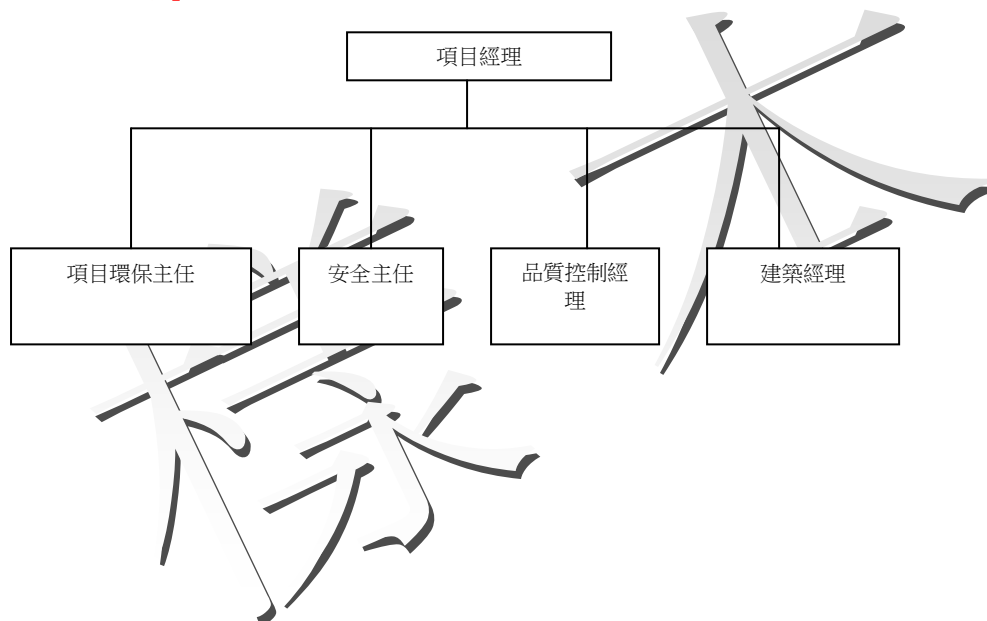 項目經理
項目環保主任
安全主任
品質控制經
理
建築經理
樣本